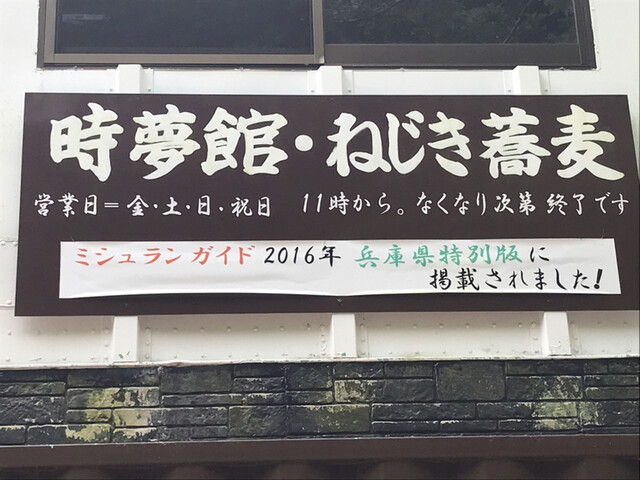 時夢館・ねじき蕎麦
営業日＝金・土・日・祝日　11時から。なくなり次第 終了です
ミシュランガイド 2016年 兵庫県特別版に
掲載されました！